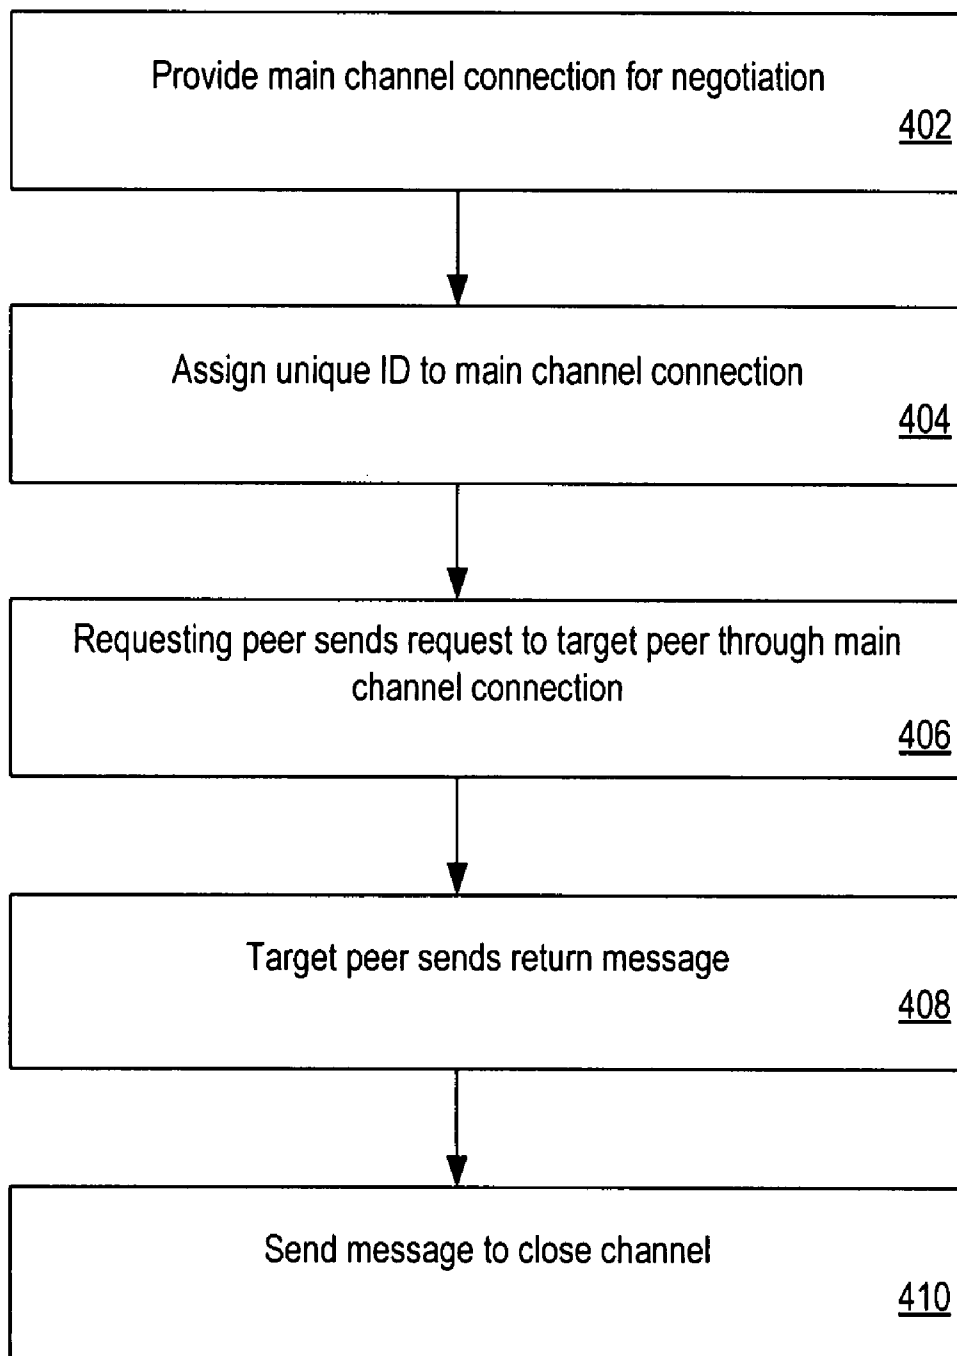 Provide main channel connection for negotiation
402
Assign unique ID to main channel connection
404
Requesting peer sends request to target peer through main
channel connection
406
Target peer sends return message
408
Send message to close channel
410